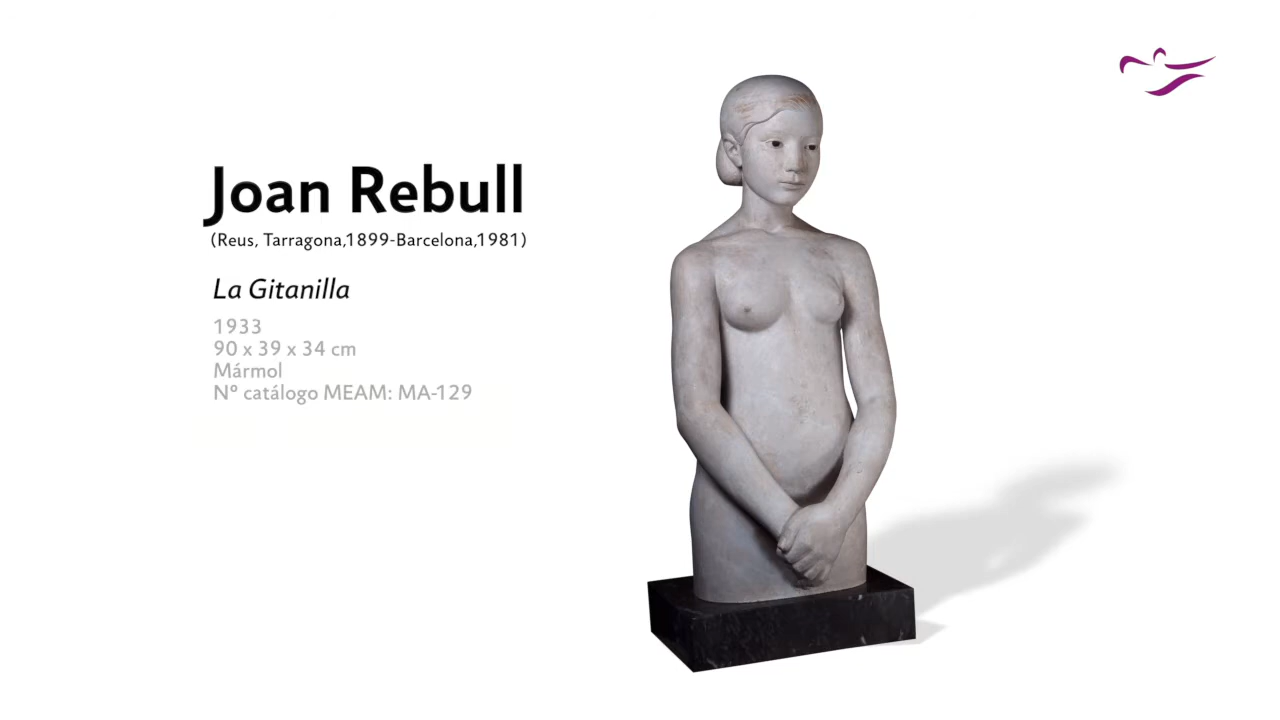 Joan Rebull
(Reus, Tarragona,1899-Barcelona,1981)
La Gitanilla
1933
90 x 39 x 34 cm
Mármol
Nº catálogo MEAM: MA-129